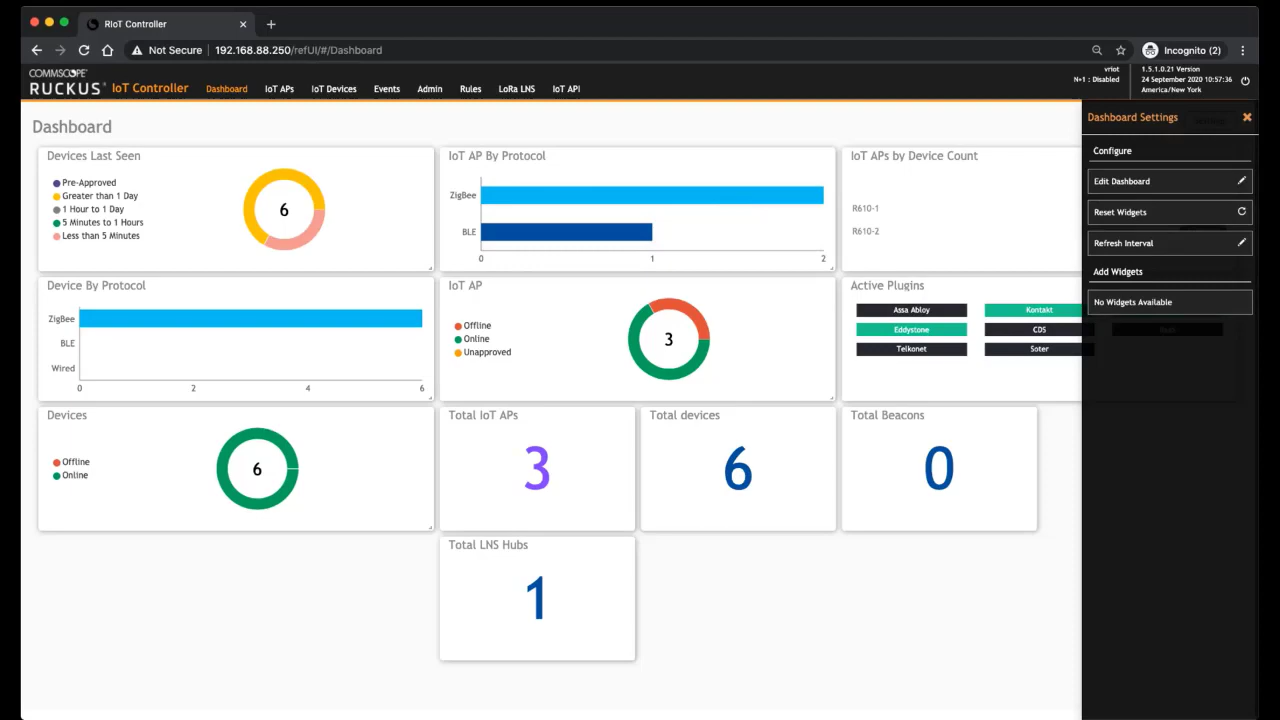 RIoT Controller
Not Secure | 192.168.88.250/refUI/#/Dashboard
Incognito (2)
COMMSCOPE
RUCKUS IoT Controller
Dashboard IoT APs IoT Devices Events Admin Rules LoRa LNS IoT API
vriot
N+1 : Disabled
1.5.1.0.21 Version
24 September 2020 10:57:36
America/New York
Dashboard
Devices Last Seen
Pre-Approved
Greater than 1 Day
1 Hour to 1 Day
5 Minutes to 1 Hours
Less than 5 Minutes
6
IoT AP By Protocol
ZigBee
BLE
0 1 2
IoT APs by Device Count
R610-1
R610-2
Device By Protocol
ZigBee
BLE
Wired
0 2 4 6
IoT AP
Offline
Online
Unapproved
3
Active Plugins
Assa Abloy Kontakt
Eddystone CDS
Telkonet Soter
Devices
Offline
Online
6
Total IoT APs
3
Total devices
6
Total Beacons
0
Total LNS Hubs
1
Dashboard Settings
Configure
Edit Dashboard
Reset Widgets
Refresh Interval
Add Widgets
No Widgets Available